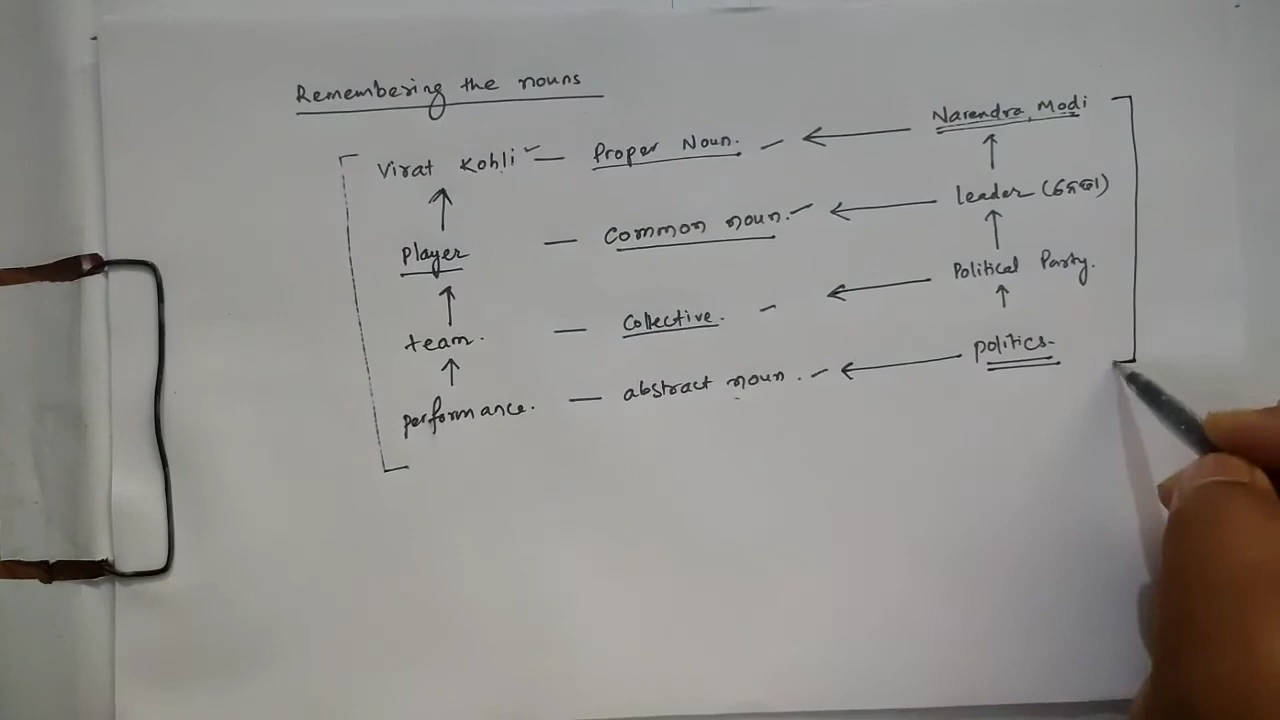 Remembering the nouns
Virat Kohli — Proper Noun. — ← Narendra Modi
Player — Common noun. — ← leader (ନେତା)
team. — Collective. — ← Political Party.
performance. — abstract noun. — ← politics-